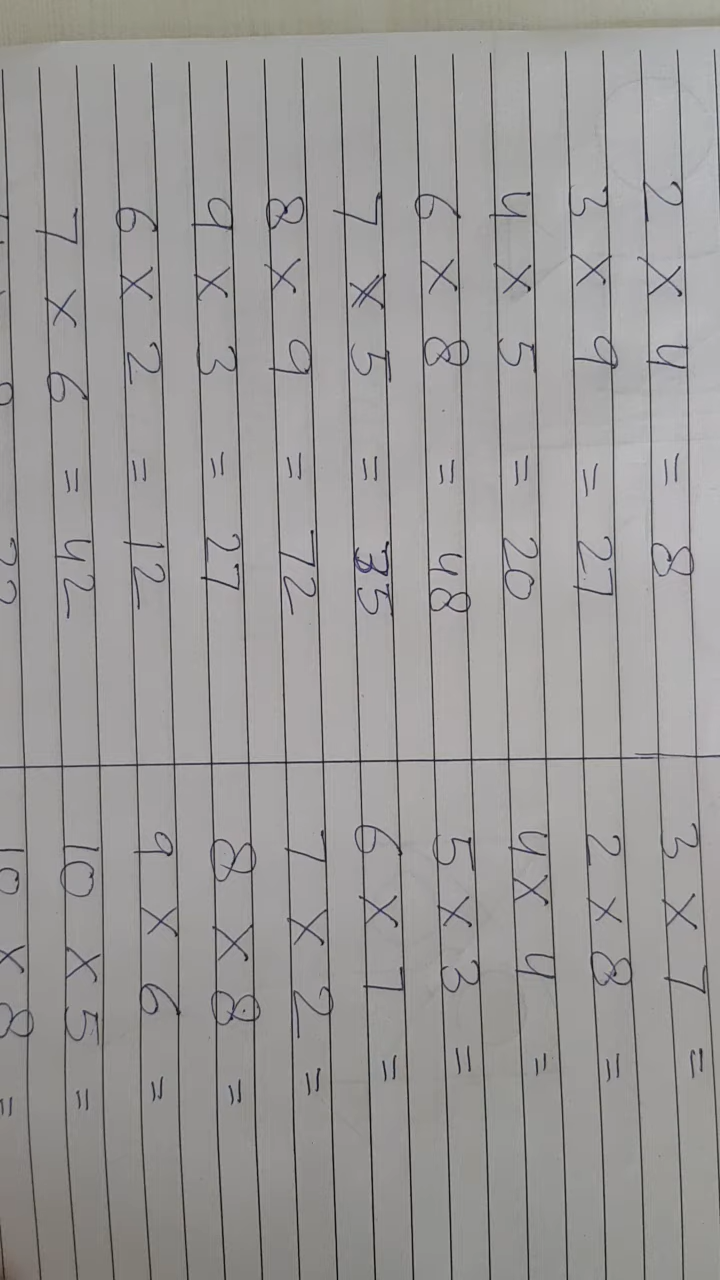 2 × 4 = 8
3 × 9 = 27
4 × 5 = 20
6 × 8 = 48
7 × 5 = 35
8 × 9 = 72
9 × 3 = 27
6 × 2 = 12
7 × 6 = 42
3 × 7 =
2 × 8 =
4 × 4 =
5 × 3 =
6 × 7 =
7 × 2 =
8 × 8 =
9 × 6 =
10 × 5 =
10 × 8 =